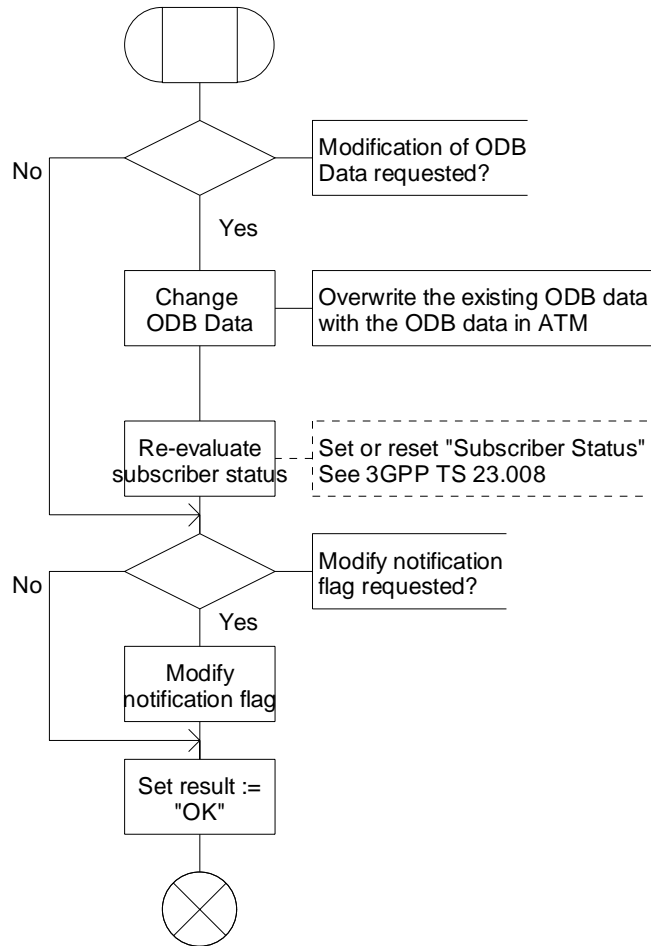 Modification of ODB
Data requested?
No
Yes
Change
ODB Data
Overwrite the existing ODB data
with the ODB data in ATM
Re-evaluate
subscriber status
Set or reset "Subscriber Status"
See 3GPP TS 23.008
Modify notification
flag requested?
No
Yes
Modify
notification flag
Set result :=
"OK"